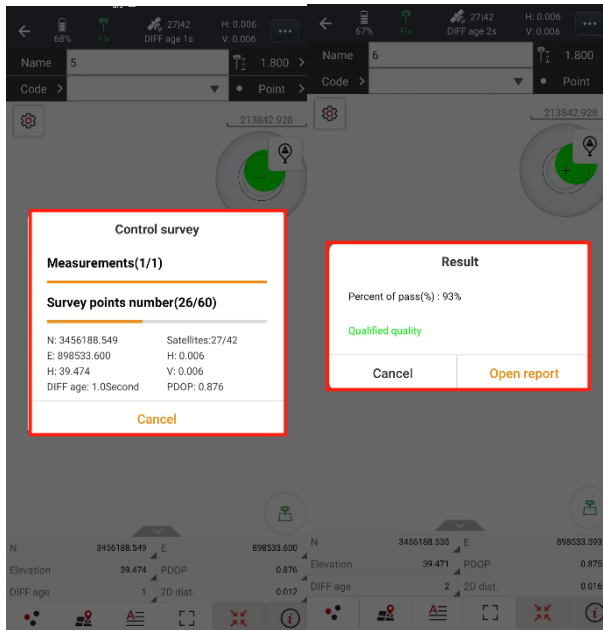 27|42
H: 0.006
68%
Fix
DIFF age 1s
V: 0.006
Name
5
1.800
Code
Point
213842.928
Control survey
Measurements(1/1)
Survey points number(26/60)
N: 3456188.549
Satellites:27/42
E: 898533.600
H: 0.006
H: 39.474
V: 0.006
DIFF age: 1.0Second
PDOP: 0.876
Cancel
N
3456188.549
E
898533.600
Elevation
39.474
PDOP
0.876
DIFF age
1
2D dist.
0.012
27|42
H: 0.006
67%
Fix
DIFF age 2s
V: 0.006
Name
6
1.800
Code
Point
213842.928
Result
Percent of pass(%) : 93%
Qualified quality
Cancel
Open report
N
3456188.535
E
898533.593
Elevation
39.471
PDOP
0.875
DIFF age
2
2D dist.
0.016